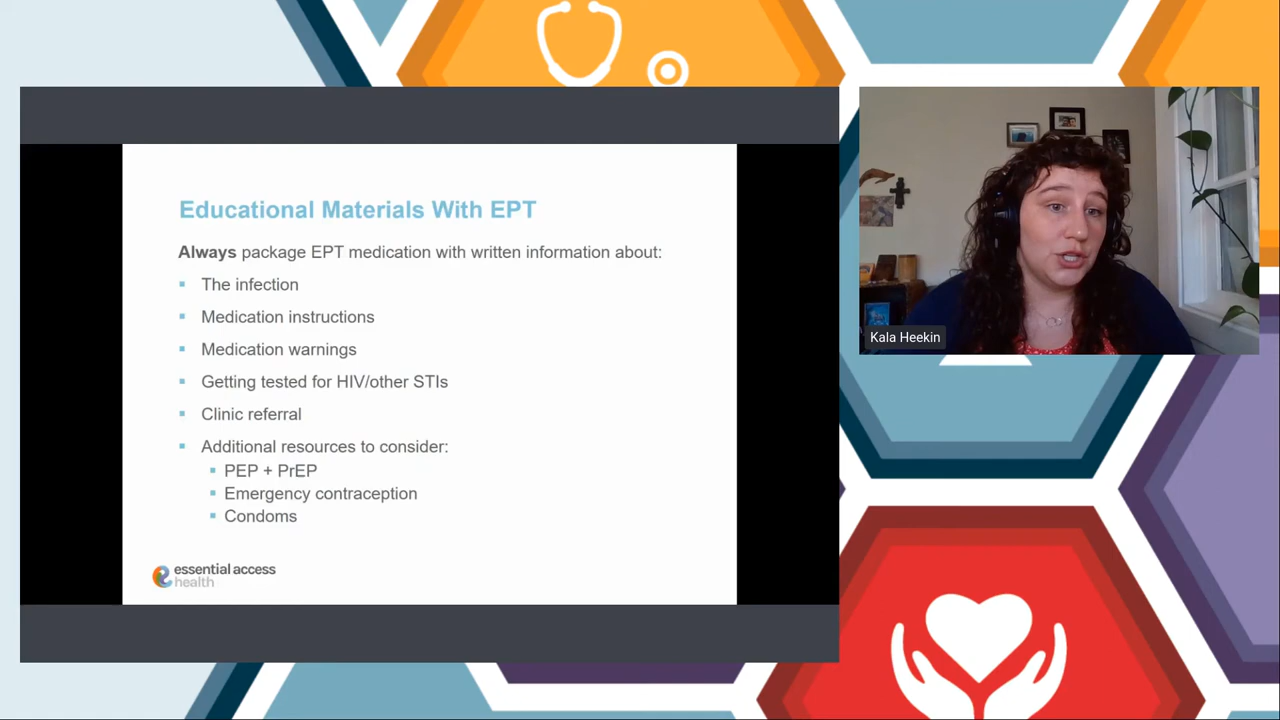 Educational Materials With EPT
Always package EPT medication with written information about:
The infection
Medication instructions
Medication warnings
Getting tested for HIV/other STIs
Clinic referral
Additional resources to consider:
PEP + PrEP
Emergency contraception
Condoms
essential access
health
Kala Heekin